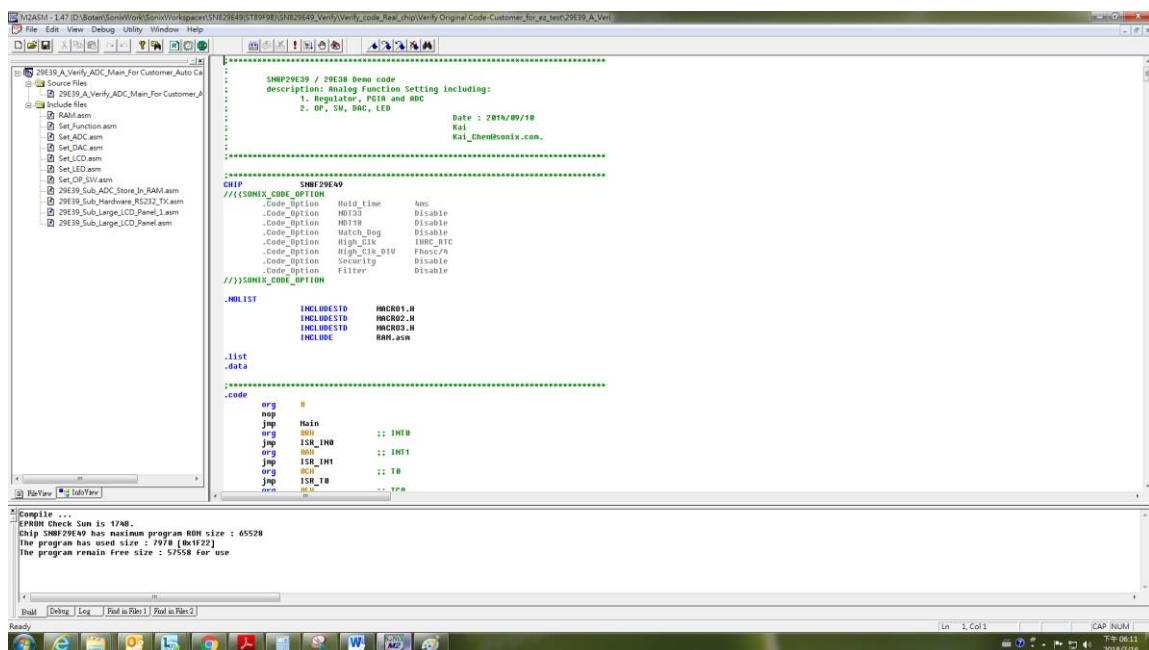 M2ASM - 1.47 (D:\Botan\SonixWork\SonixWorkspaces\SN829E49(ST89F98)\SN829E49_Verify\Verify_code_Real_chip\Verify Original Code-Customer_for_ez_test\29E39_A_Veri
File Edit View Debug Utility Window Help
29E39_A_Verify_ADC_Main_For Customer_Auto Ca
Source Files
29E39_A_Verify_ADC_Main_For Customer_A
Include files
RAM.asm
Set_Function.asm
Set_ADC.asm
Set_DAC.asm
Set_LCD.asm
Set_LED.asm
Set_OP_SW.asm
29E39_Sub_ADC_Store_In_RAM.asm
29E39_Sub_Hardware_RS232_TX.asm
29E39_Sub_Large_LCD_Panel_1.asm
29E39_Sub_Large_LCD_Panel.asm
FileView InfoView
; SN8P29E39 / 29E38 Demo code
; description: Analog Function Setting including:
; 1. Regulator, PGIA and ADC
; 2. OP, SW, DAC, LED
; Date : 2014/09/10
; Kai
; Kai_Chen@sonix.com.
CHIP SN8F29E49
//{{SONIX_CODE_OPTION
.Code_Option Hold_time 4ms
.Code_Option MDT33 Disable
.Code_Option MDT18 Disable
.Code_Option Watch_Dog Disable
.Code_Option High_Clk IHRC_RTC
.Code_Option High_Clk_DIV Fhosc/4
.Code_Option Security Disable
.Code_Option Filter Disable
//}}SONIX_CODE_OPTION
.NOLIST
INCLUDESTD MACRO1.H
INCLUDESTD MACRO2.H
INCLUDESTD MACRO3.H
INCLUDE RAM.asm
.list
.data
.code
org 0
nop
jmp Main
org ;; INT0
jmp ISR_IN0
org 0AH ;; INT1
jmp ISR_IN1
org 0CH ;; T0
jmp ISR_T0
org 0EH ;; TC0
Compile ...
EPROM Check Sum is 174B.
Chip SN8F29E49 has maximum program ROM size : 65528
The program has used size : 7970 [0x1F22]
The program remain free size : 57558 for use
Build Debug Log Find in Files 1 Find in Files 2
Ready
Ln 1, Col 1
CAP NUM
下午 06:11